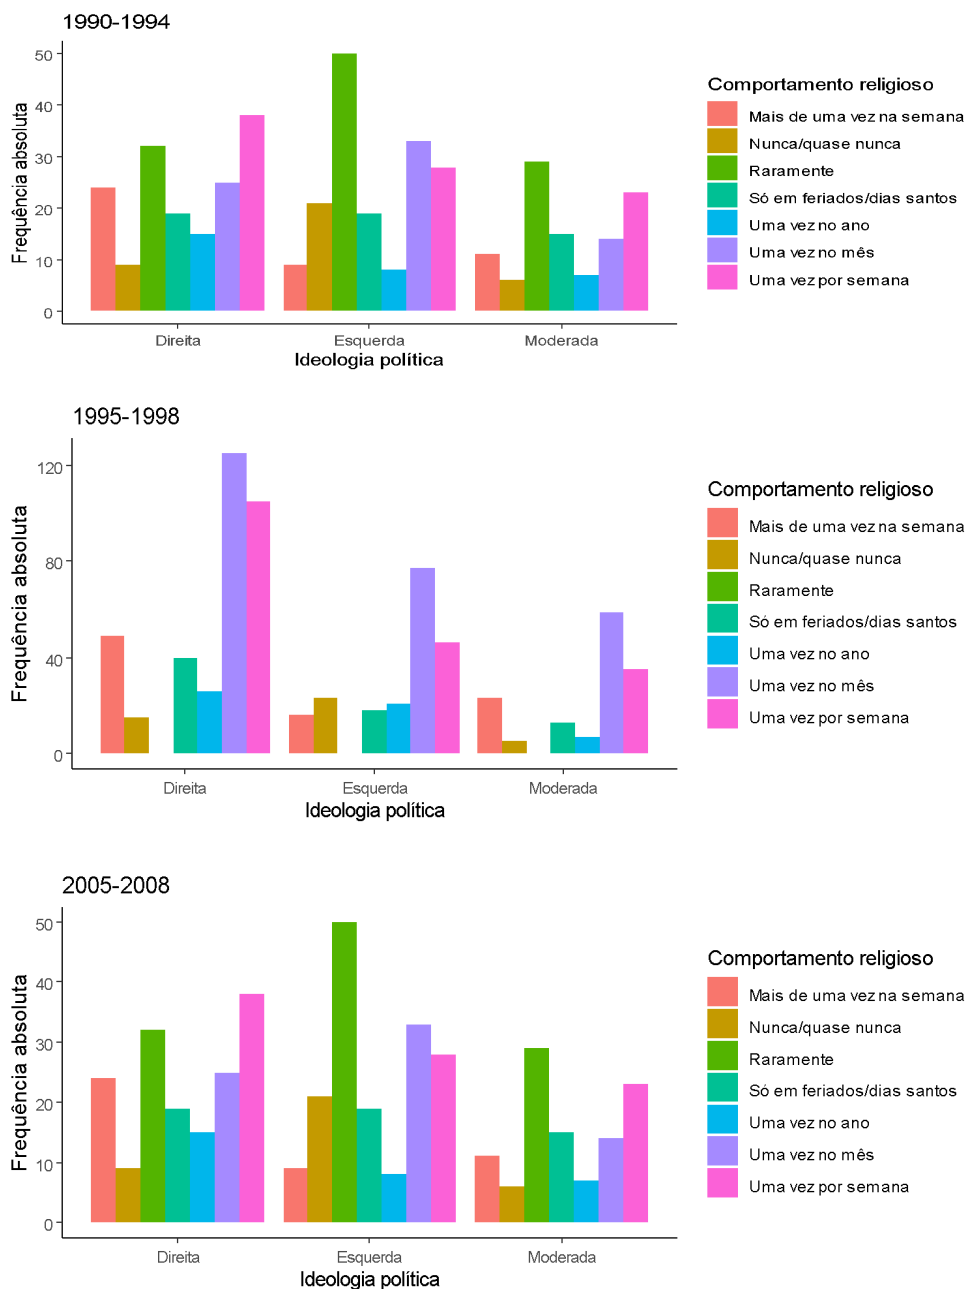 1990-1994
Frequência absoluta
50
40
30
20
10
0
Direita
Esquerda
Moderada
Ideologia política
Comportamento religioso
Mais de uma vez na semana
Nunca/quase nunca
Raramente
Só em feriados/dias santos
Uma vez no ano
Uma vez no mês
Uma vez por semana
1995-1998
Frequência absoluta
120
80
40
0
Direita
Esquerda
Moderada
Ideologia política
Comportamento religioso
Mais de uma vez na semana
Nunca/quase nunca
Raramente
Só em feriados/dias santos
Uma vez no ano
Uma vez no mês
Uma vez por semana
2005-2008
Frequência absoluta
50
40
30
20
10
0
Direita
Esquerda
Moderada
Ideologia política
Comportamento religioso
Mais de uma vez na semana
Nunca/quase nunca
Raramente
Só em feriados/dias santos
Uma vez no ano
Uma vez no mês
Uma vez por semana